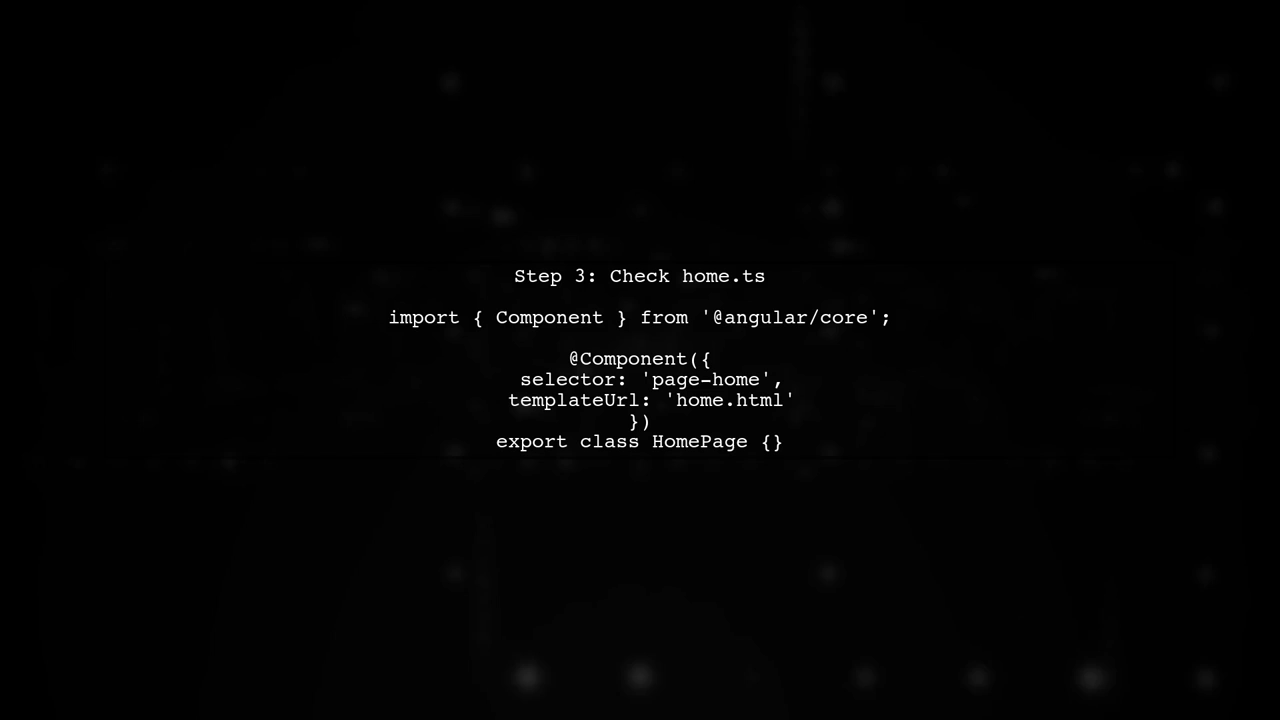 Step 3: Check home.ts
import { Component } from '@angular/core';
@Component({
selector: 'page-home',
templateUrl: 'home.html'
})
export class HomePage {}